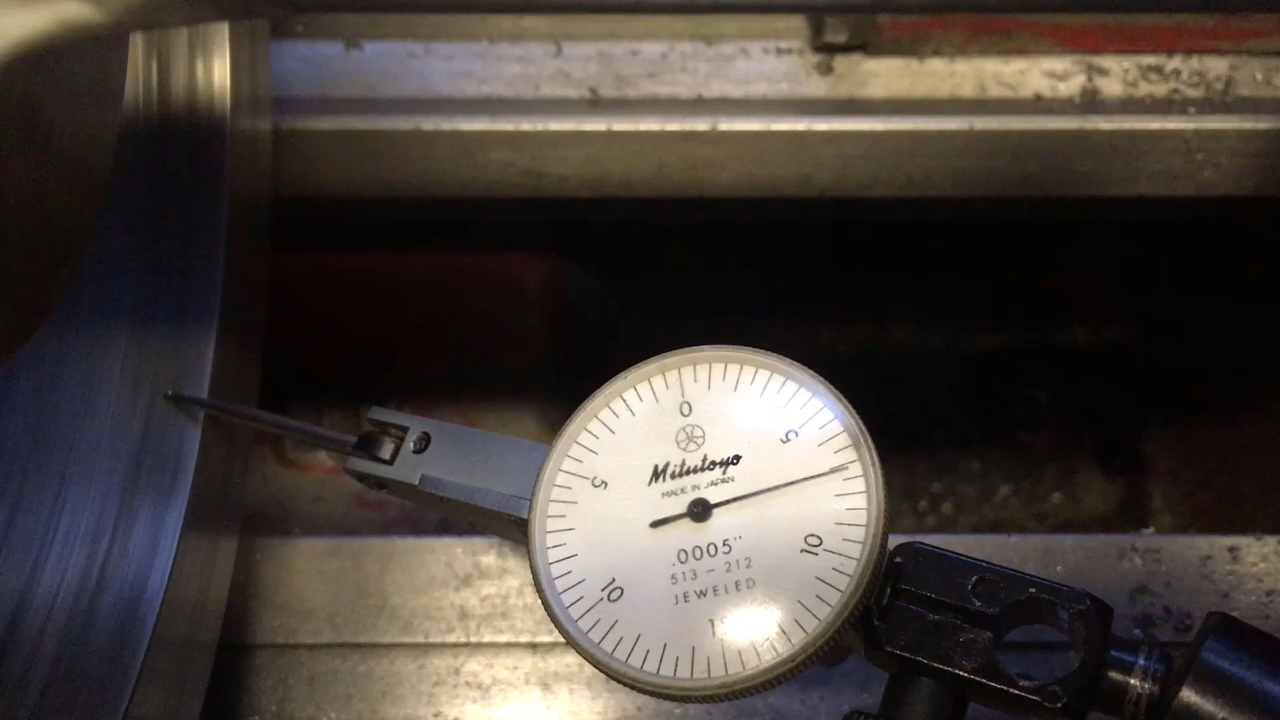 0
5
5
Mitutoyo
MADE IN JAPAN
.0005"
513 - 212
JEWELED
10
10